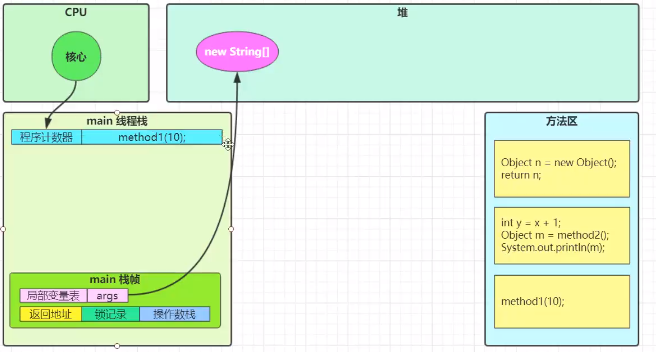 CPU
核心
堆
new String[]
main 线程栈
程序计数器
method1(10);
main 栈帧
局部变量表
args
返回地址
锁记录
操作数栈
方法区
Object n = new Object();
return n;
int y = x + 1;
Object m = method2();
System.out.println(m);
method1(10);